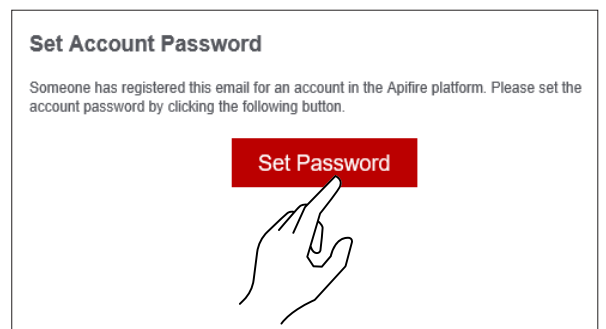 Set Account Password
Someone has registered this email for an account in the Apifire platform. Please set the
account password by clicking the following button.
Set Password